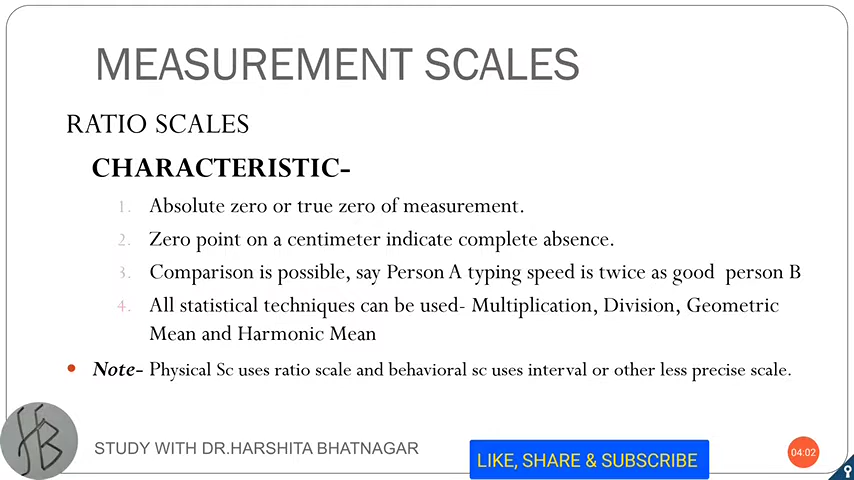 MEASUREMENT SCALES
RATIO SCALES
CHARACTERISTIC-
1. Absolute zero or true zero of measurement.
2. Zero point on a centimeter indicate complete absence.
3. Comparison is possible, say Person A typing speed is twice as good person B
4. All statistical techniques can be used- Multiplication, Division, Geometric
Mean and Harmonic Mean
• Note- Physical Sc uses ratio scale and behavioral sc uses interval or other less precise scale.
HB
STUDY WITH DR.HARSHITA BHATNAGAR
LIKE, SHARE & SUBSCRIBE
04:02